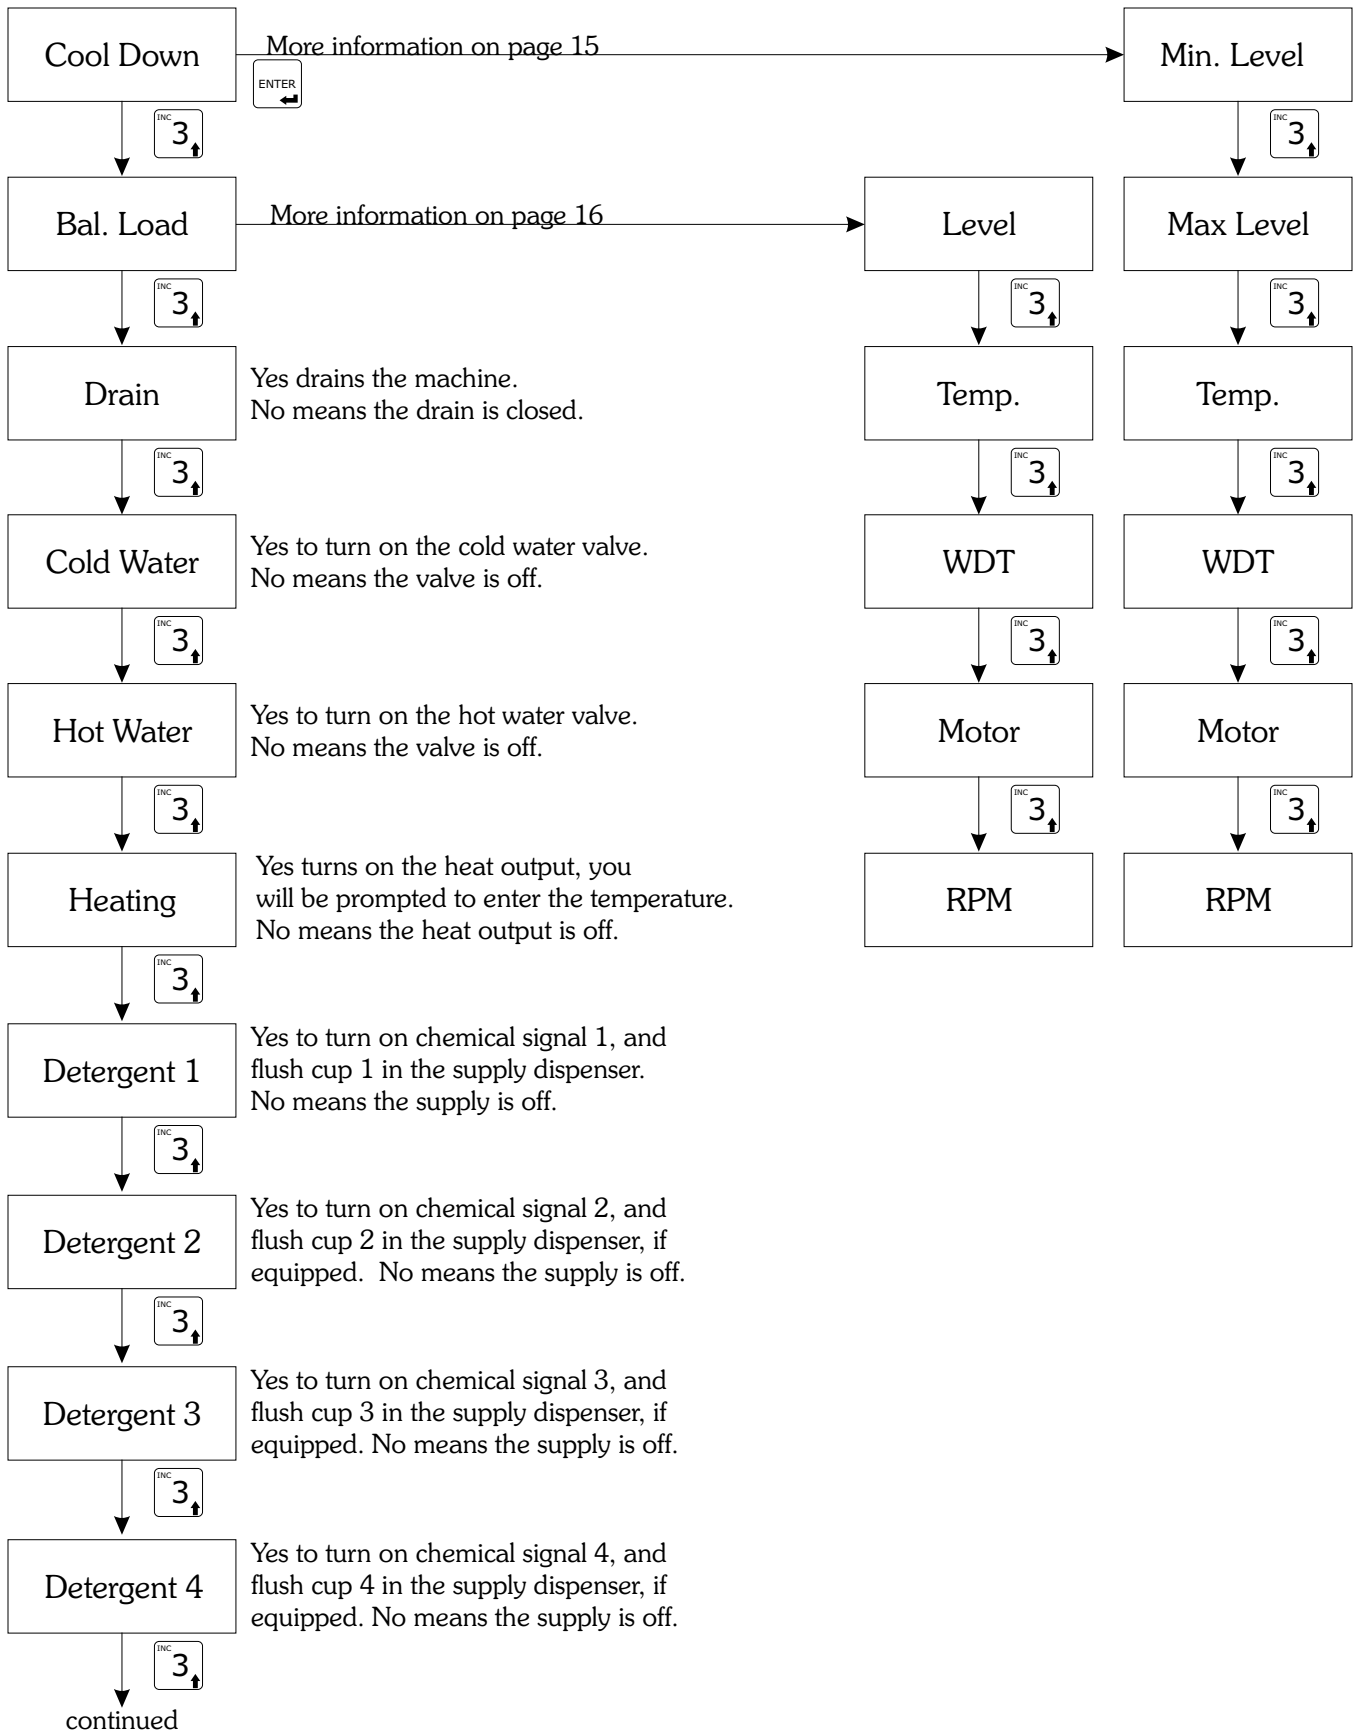 Cool Down
More information on page 15
Min. Level
ENTER
INC
3
INC
3
Bal. Load
More information on page 16
Level
Max Level
INC
3
INC
3
INC
3
Drain
Yes drains the machine.
No means the drain is closed.
Temp.
Temp.
INC
3
INC
3
INC
3
Cold Water
Yes to turn on the cold water valve.
No means the valve is off.
WDT
WDT
INC
3
INC
3
INC
3
Hot Water
Yes to turn on the hot water valve.
No means the valve is off.
Motor
Motor
INC
3
INC
3
INC
3
Heating
Yes turns on the heat output, you
will be prompted to enter the temperature.
No means the heat output is off.
RPM
RPM
INC
3
Detergent 1
Yes to turn on chemical signal 1, and
flush cup 1 in the supply dispenser.
No means the supply is off.
INC
3
Detergent 2
Yes to turn on chemical signal 2, and
flush cup 2 in the supply dispenser, if
equipped.  No means the supply is off.
INC
3
Detergent 3
Yes to turn on chemical signal 3, and
flush cup 3 in the supply dispenser, if
equipped. No means the supply is off.
INC
3
Detergent 4
Yes to turn on chemical signal 4, and
flush cup 4 in the supply dispenser, if
equipped. No means the supply is off.
INC
3
continued